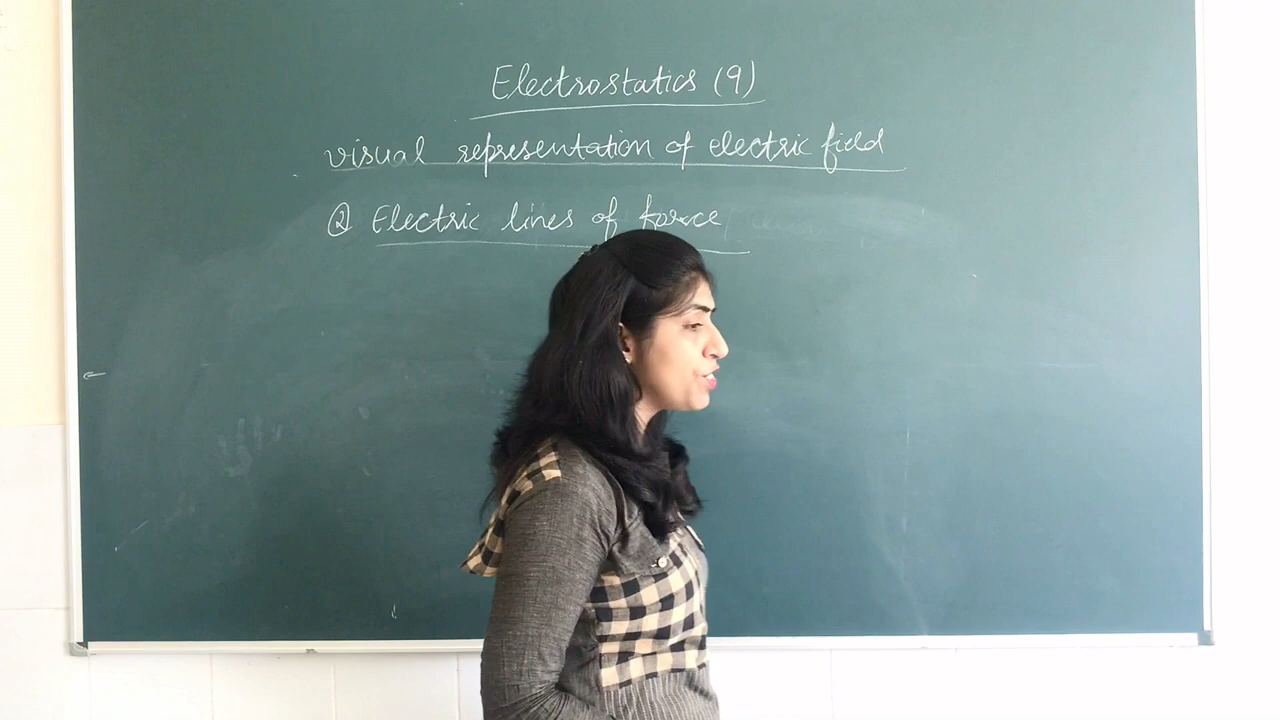 Electrostatics (9)
visual representation of electric field
② Electric lines of force